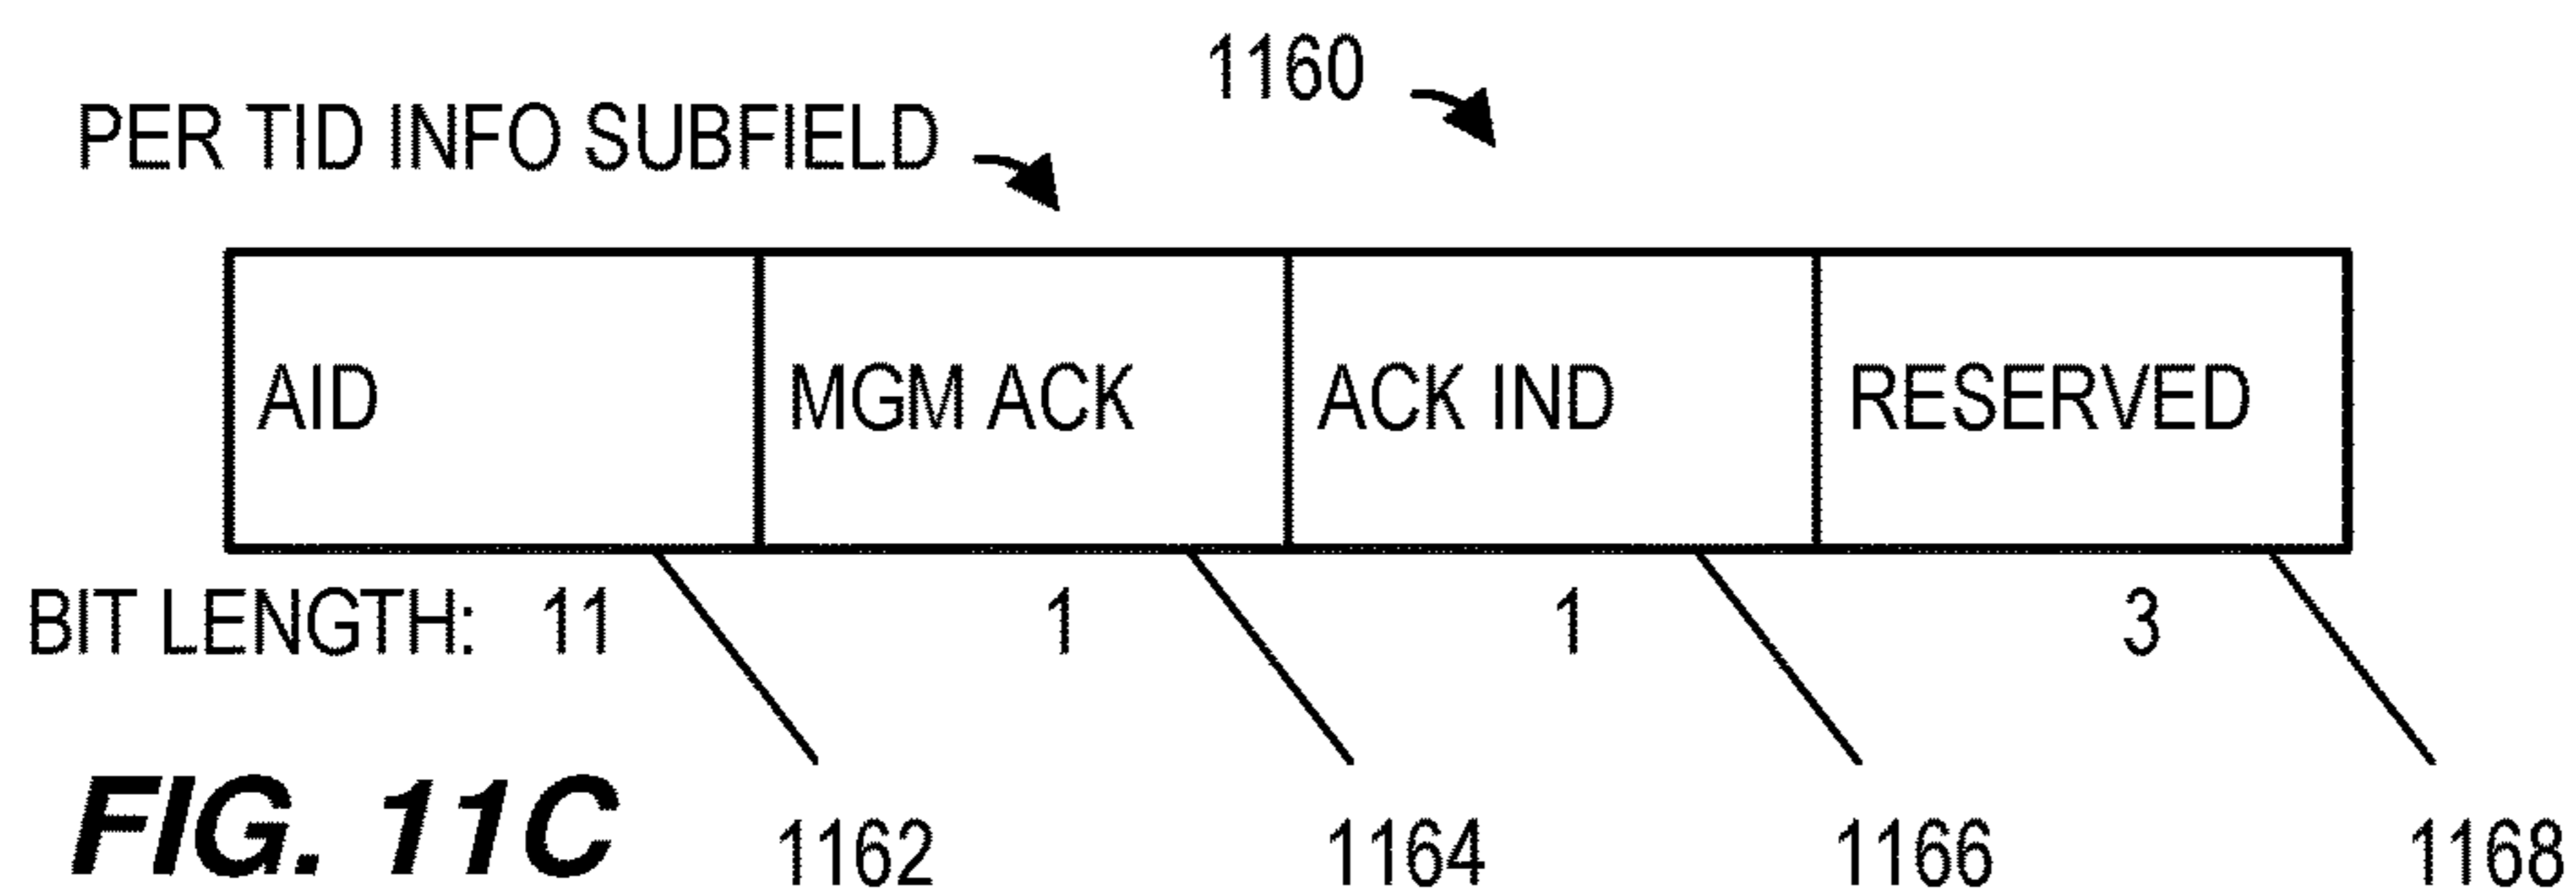 1160
PER TID INFO SUBFIELD
AID MGM ACK ACK IND RESERVED
BIT LENGTH: 11 1 1 3
FIG. 11C 1162 1164 1166 1168